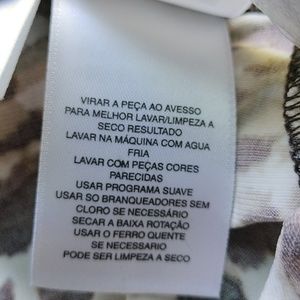 VIRAR A PEÇA AO AVESSO
PARA MELHOR LAVAR/LIMPEZA A
SECO RESULTADO
LAVAR NA MÁQUINA COM AGUA
FRIA
LAVAR COM PEÇAS CORES
PARECIDAS
USAR PROGRAMA SUAVE
USAR SO BRANQUEADORES SEM
CLORO SE NECESSÁRIO
SECAR A BAIXA ROTAÇÃO
USAR O FERRO QUENTE
SE NECESSARIO
PODE SER LIMPEZA A SECO